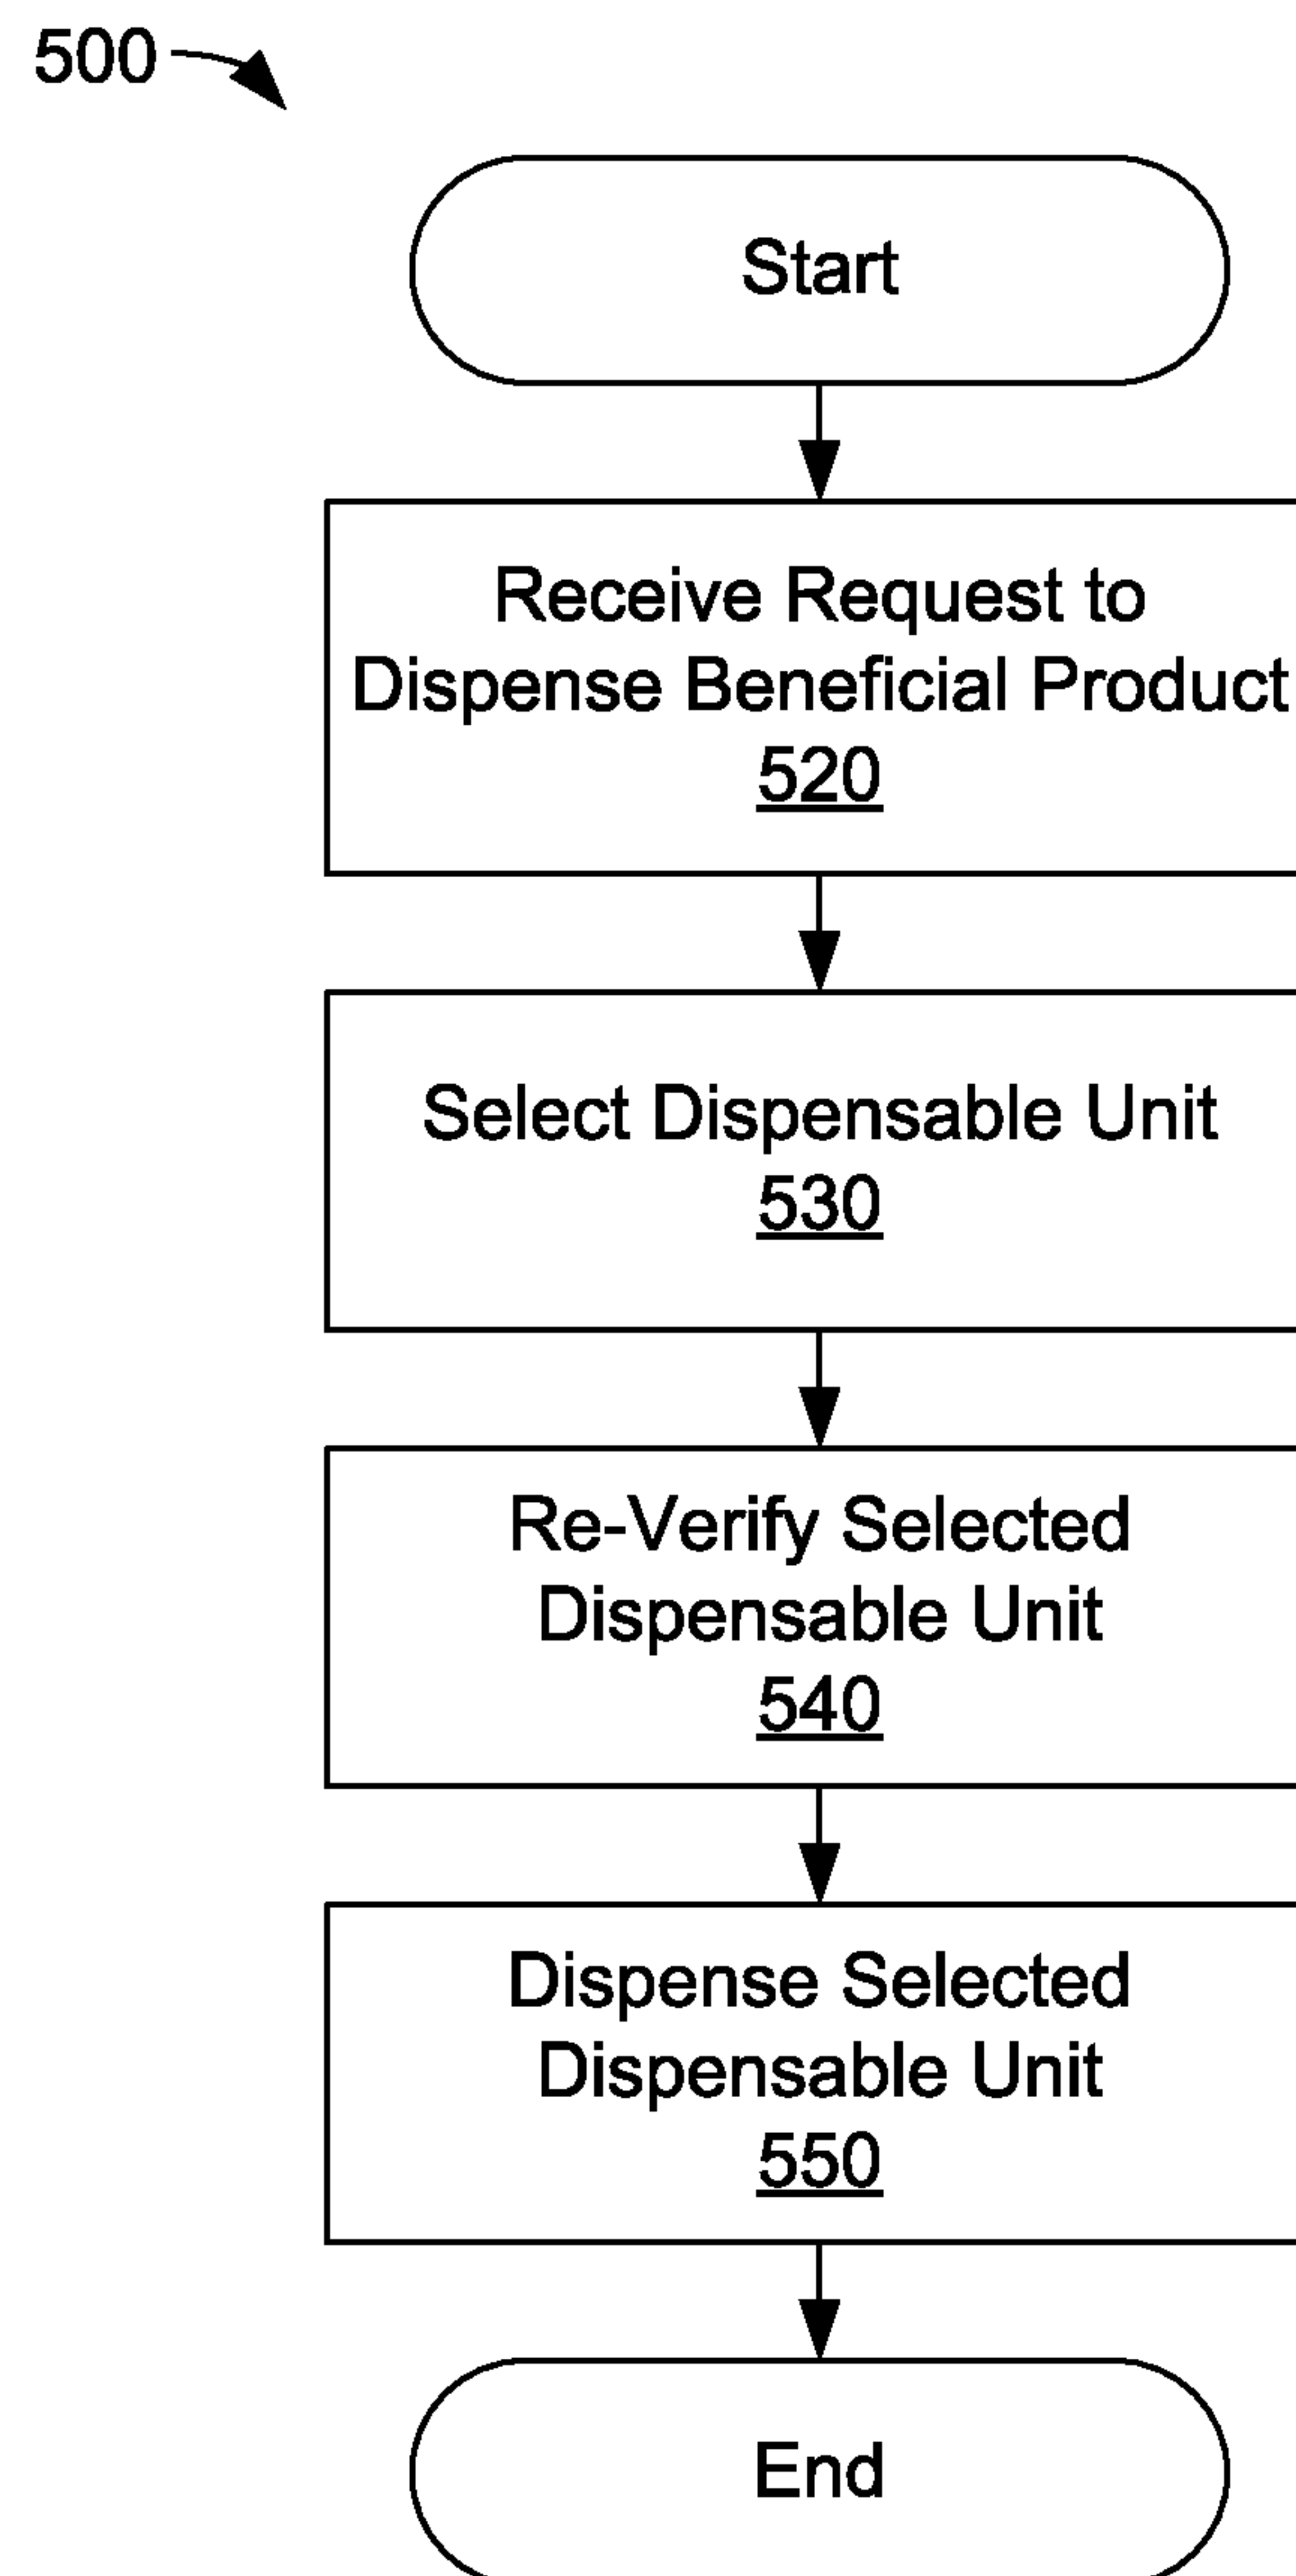 500
Start
Receive Request to
Dispense Beneficial Product
520
Select Dispensable Unit
530
Re-Verify Selected
Dispensable Unit
540
Dispense Selected
Dispensable Unit
550
End